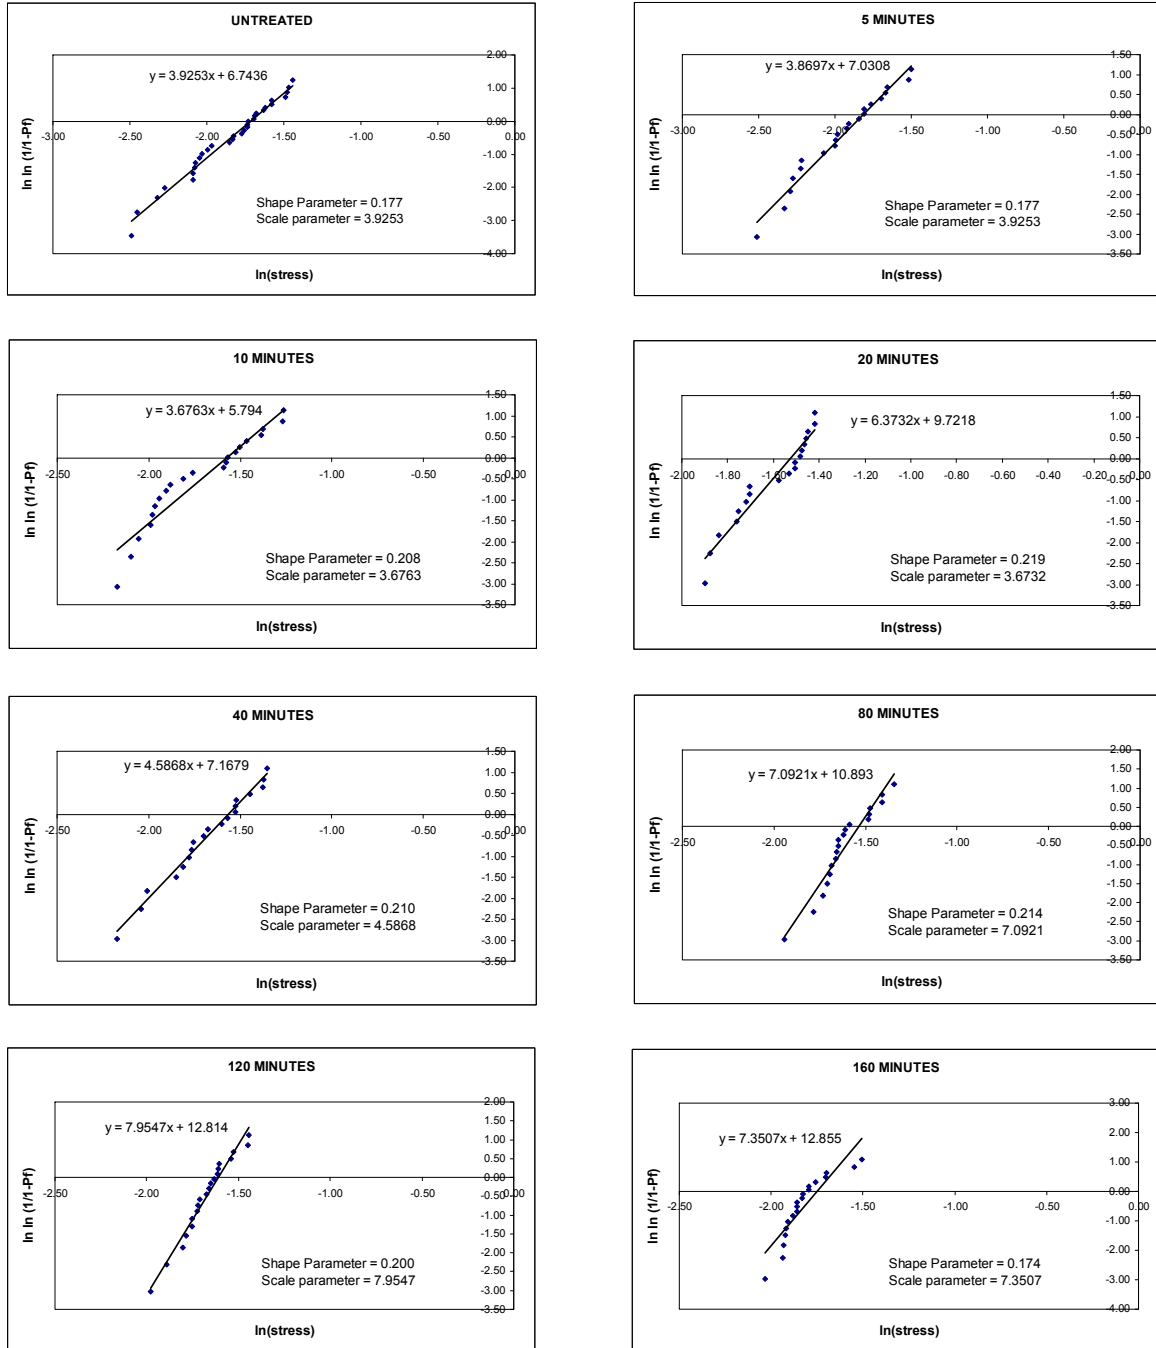 UNTREATED
y = 3.9253x + 6.7436
2.00
1.00
0.00
-1.00
-2.00
-3.00
-4.00
-3.00 -2.50 -2.00 -1.50 -1.00 -0.50 0.00
ln ln (1/1-Pf)
Shape Parameter = 0.177
Scale parameter = 3.9253
ln(stress)
5 MINUTES
y = 3.8697x + 7.0308
1.50
1.00
0.50
0.00
-0.50
-1.00
-1.50
-2.00
-2.50
-3.00
-3.50
-3.00 -2.50 -2.00 -1.50 -1.00 -0.50 0.00
ln ln (1/1-Pf)
Shape Parameter = 0.177
Scale parameter = 3.9253
ln(stress)
10 MINUTES
y = 3.6763x + 5.794
1.50
1.00
0.50
0.00
-0.50
-1.00
-1.50
-2.00
-2.50
-3.00
-3.50
-2.50 -2.00 -1.50 -1.00 -0.50 0.00
ln ln (1/1-Pf)
Shape Parameter = 0.208
Scale parameter = 3.6763
ln(stress)
20 MINUTES
y = 6.3732x + 9.7218
1.50
1.00
0.50
0.00
-0.50
-1.00
-1.50
-2.00
-2.50
-3.00
-3.50
-2.00 -1.80 -1.60 -1.40 -1.20 -1.00 -0.80 -0.60 -0.40 -0.20 0.00
ln ln (1/1-Pf)
Shape Parameter = 0.219
Scale parameter = 3.6732
ln(stress)
40 MINUTES
y = 4.5868x + 7.1679
1.50
1.00
0.50
0.00
-0.50
-1.00
-1.50
-2.00
-2.50
-3.00
-3.50
-2.50 -2.00 -1.50 -1.00 -0.50 0.00
ln ln (1/1-Pf)
Shape Parameter = 0.210
Scale parameter = 4.5868
ln(stress)
80 MINUTES
y = 7.0921x + 10.893
2.00
1.50
1.00
0.50
0.00
-0.50
-1.00
-1.50
-2.00
-2.50
-3.00
-3.50
-2.50 -2.00 -1.50 -1.00 -0.50 0.00
ln ln (1/1-Pf)
Shape Parameter = 0.214
Scale parameter = 7.0921
ln(stress)
120 MINUTES
y = 7.9547x + 12.814
2.00
1.50
1.00
0.50
0.00
-0.50
-1.00
-1.50
-2.00
-2.50
-3.00
-3.50
-2.50 -2.00 -1.50 -1.00 -0.50 0.00
ln ln (1/1-Pf)
Shape Parameter = 0.200
Scale parameter = 7.9547
ln(stress)
160 MINUTES
y = 7.3507x + 12.855
3.00
2.00
1.00
0.00
-1.00
-2.00
-3.00
-4.00
-2.50 -2.00 -1.50 -1.00 -0.50 0.00
ln ln (1/1-Pf)
Shape Parameter = 0.174
Scale parameter = 7.3507
ln(stress)